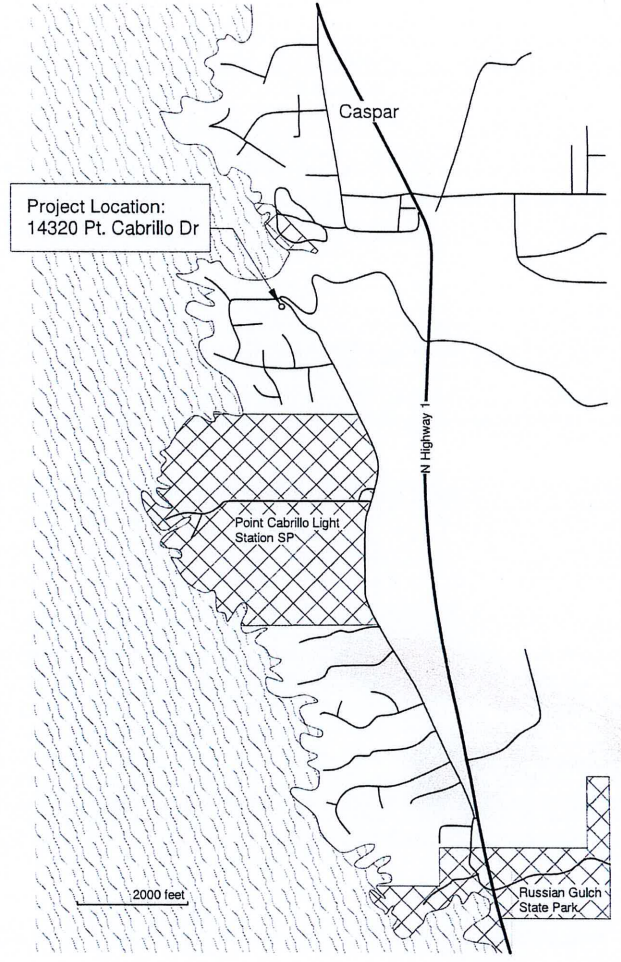 Caspar
Project Location:
14320 Pt. Cabrillo Dr
N Highway 1
Point Cabrillo Light
Station SP
2000 feet
Russian Gulch
State Park